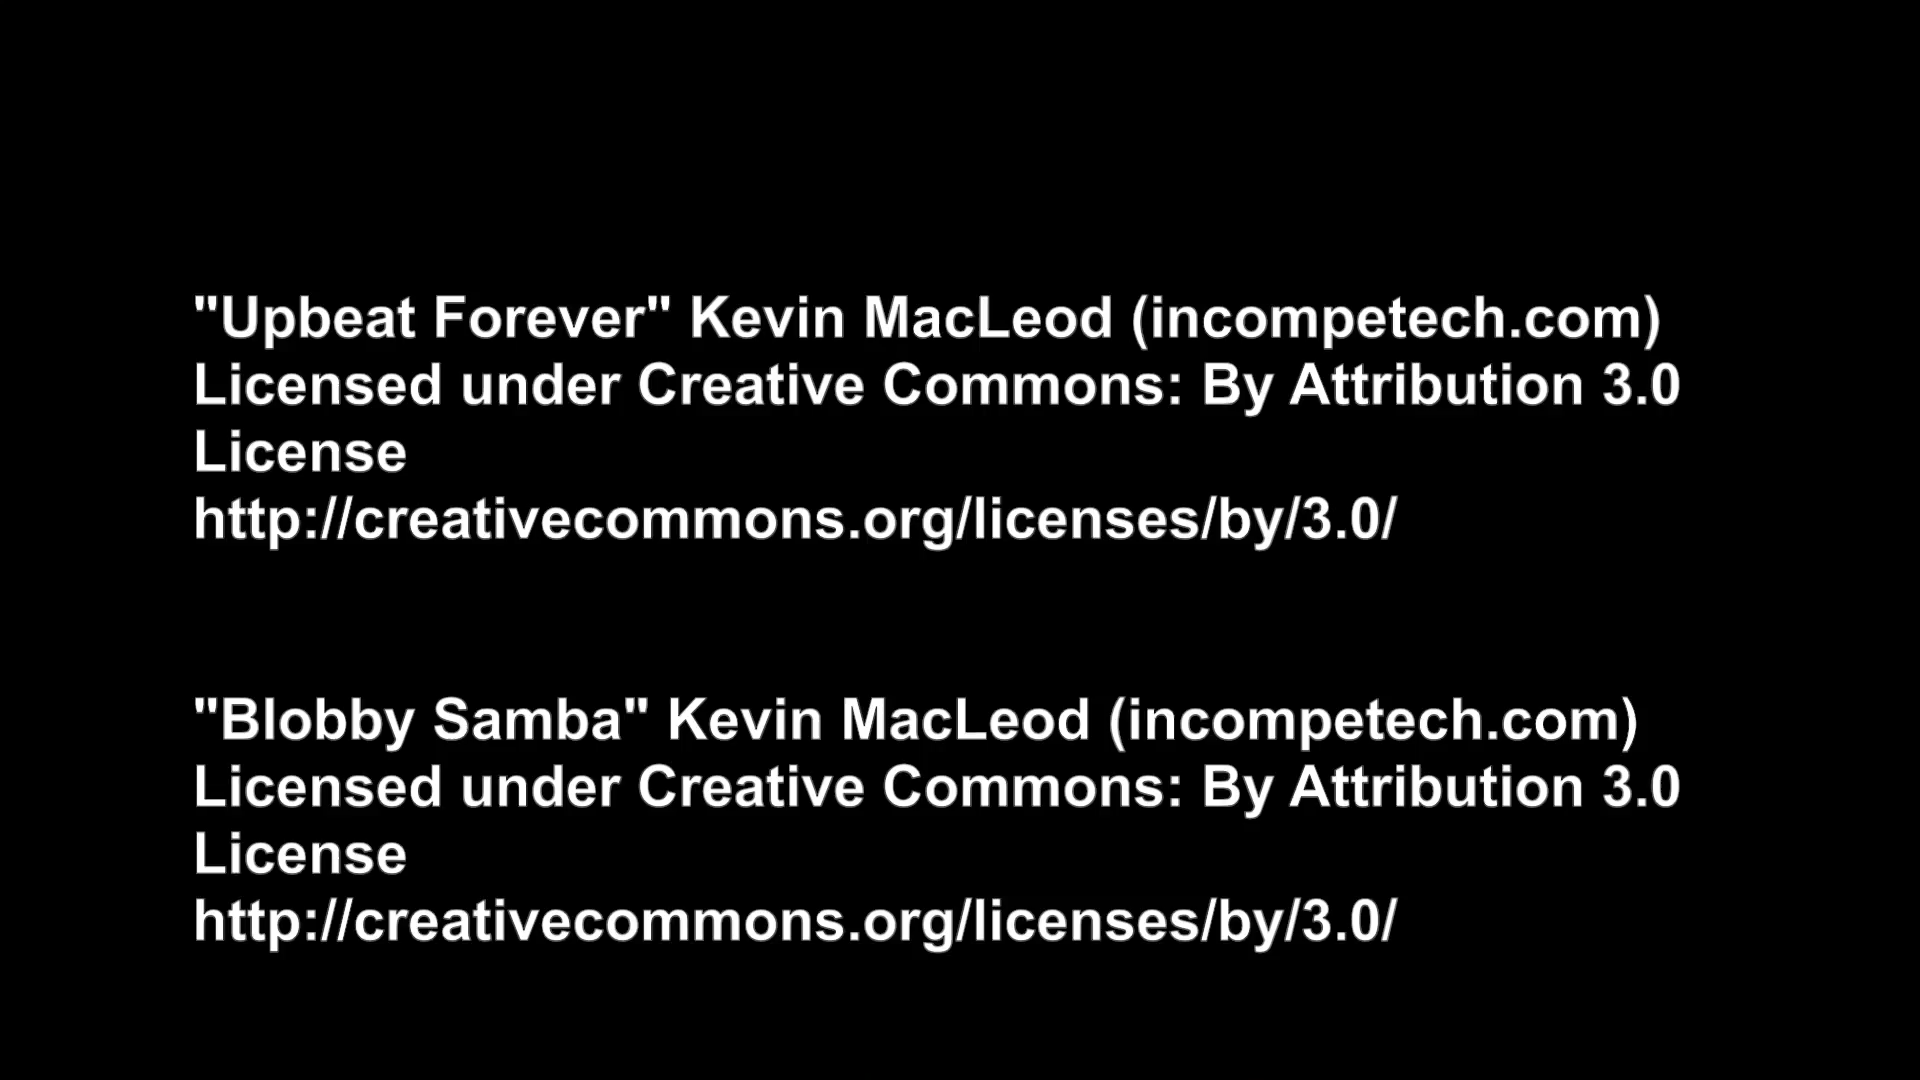 "Upbeat Forever" Kevin MacLeod (incompetech.com)
Licensed under Creative Commons: By Attribution 3.0
License
http://creativecommons.org/licenses/by/3.0/
"Blobby Samba" Kevin MacLeod (incompetech.com)
Licensed under Creative Commons: By Attribution 3.0
License
http://creativecommons.org/licenses/by/3.0/